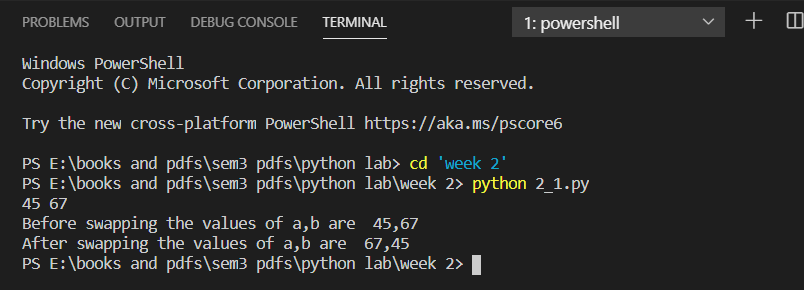 PROBLEMS OUTPUT DEBUG CONSOLE TERMINAL 1: powershell
Windows PowerShell
Copyright (C) Microsoft Corporation. All rights reserved.
Try the new cross-platform PowerShell https://aka.ms/pscore6
PS E:\books and pdfs\sem3 pdfs\python lab> cd 'week 2'
PS E:\books and pdfs\sem3 pdfs\python lab\week 2> python 2_1.py
45 67
Before swapping the values of a,b are  45,67
After swapping the values of a,b are  67,45
PS E:\books and pdfs\sem3 pdfs\python lab\week 2>